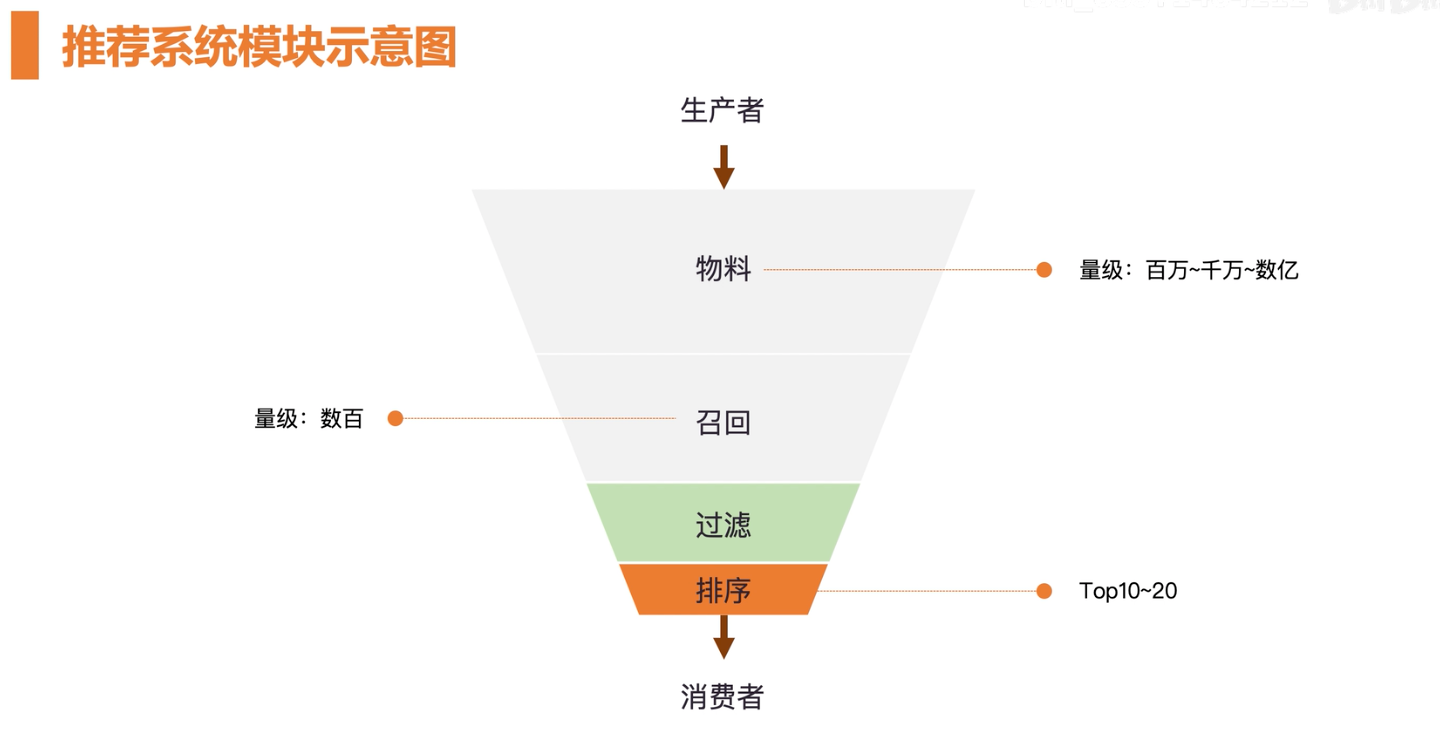 推荐系统模块示意图
生产者
物料
量级：百万~千万~数亿
量级：数百
召回
过滤
排序
Top10~20
消费者